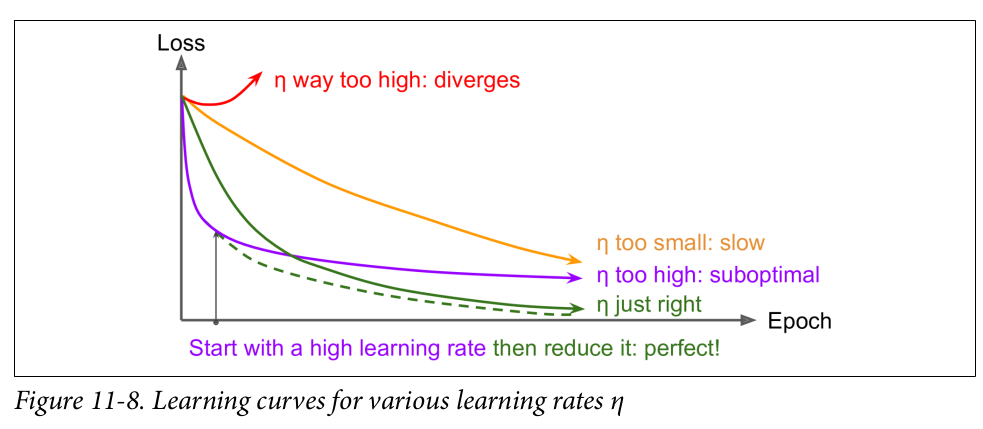 Loss
η way too high: diverges
η too small: slow
η too high: suboptimal
η just right
Epoch
Start with a high learning rate then reduce it: perfect!
Figure 11-8. Learning curves for various learning rates η